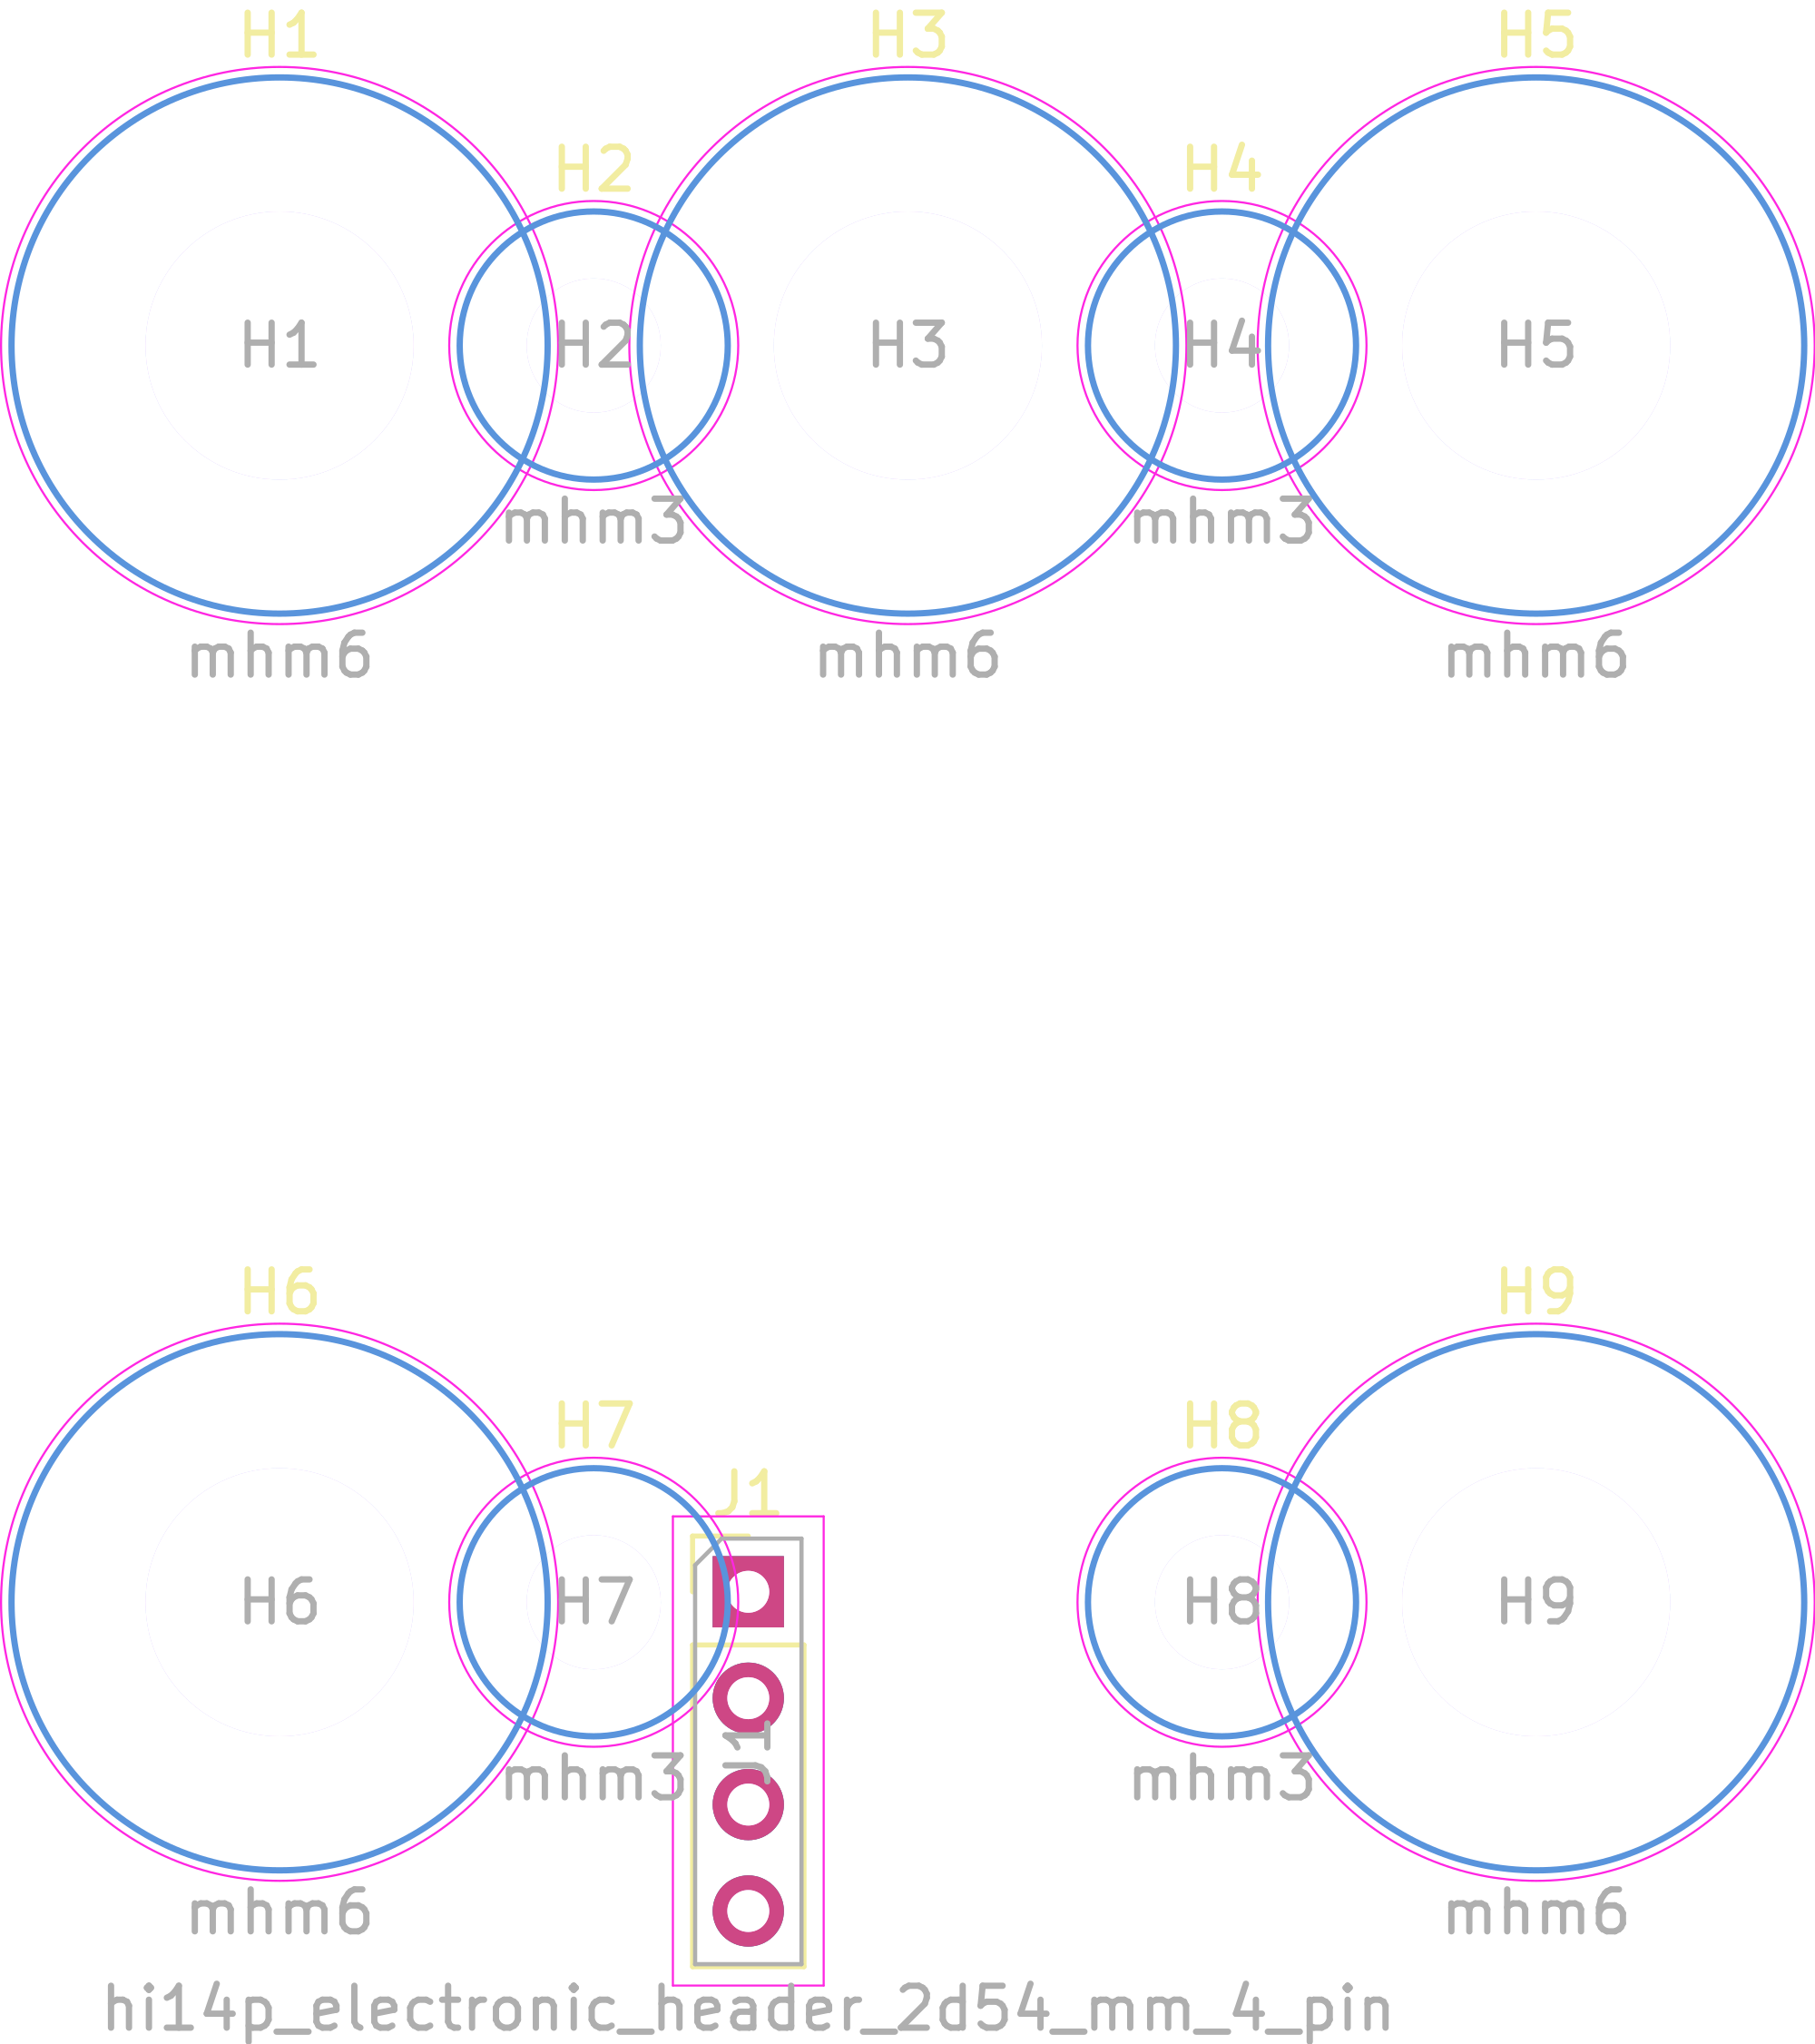 H1 H3 H5
H2 H4
H1 H2 H3 H4 H5
mhm3 mhm3
mhm6 mhm6 mhm6
H6 H9
H7 H8
J1
H6 H7 H8 H9
J1
mhm3 mhm3
mhm6 mhm6
hi14p_electronic_header_2d54_mm_4_pin